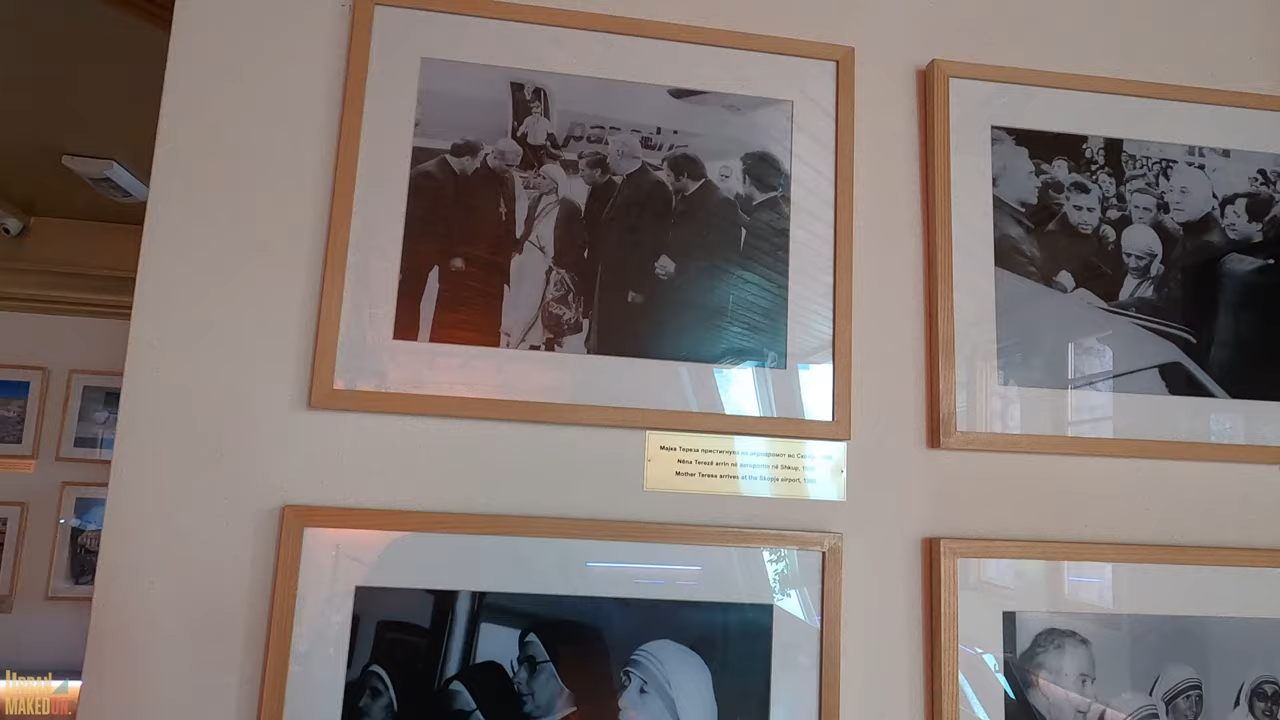 Мајка Тереза пристигнува на аеродромот во
Nëna Terezë arrin në aeroportin në Shkup,
Mother Teresa arrives at the Skopje airport,
URBAN
MAKEDON.